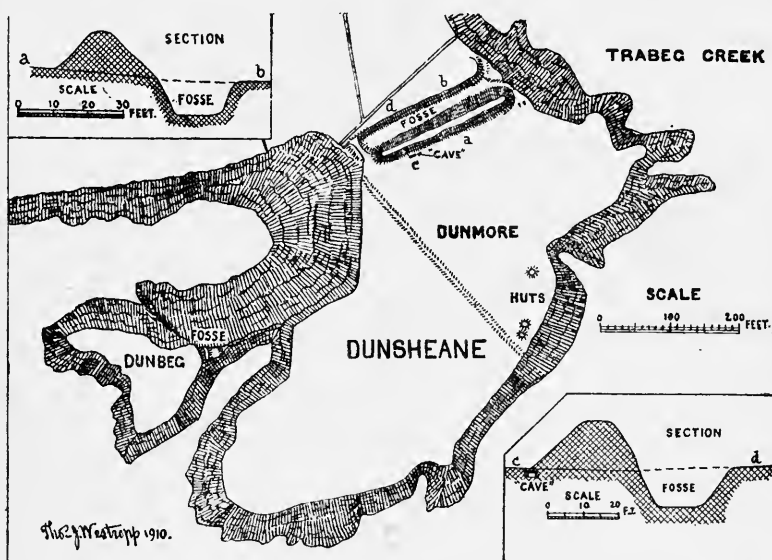 SECTION
a
b
SCALE
0 10 20 30 FEET.
FOSSE
TRABEG CREEK
b
d
FOSSE
a
c "CAVE"
DUNMORE
HUTS
SCALE
0 100 200 FEET.
FOSSE
DUNBEG
DUNSHEANE
SECTION
c
d
"CAVE"
FOSSE
SCALE
0 10 20 FT
Thos. J. Westropp 1910.